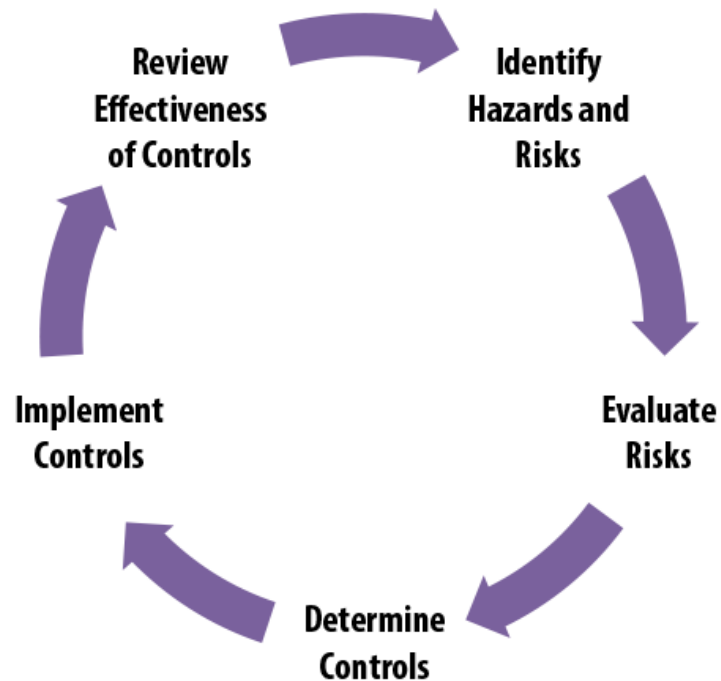 Review
Effectiveness
of Controls
Identify
Hazards and
Risks
Implement
Controls
Evaluate
Risks
Determine
Controls